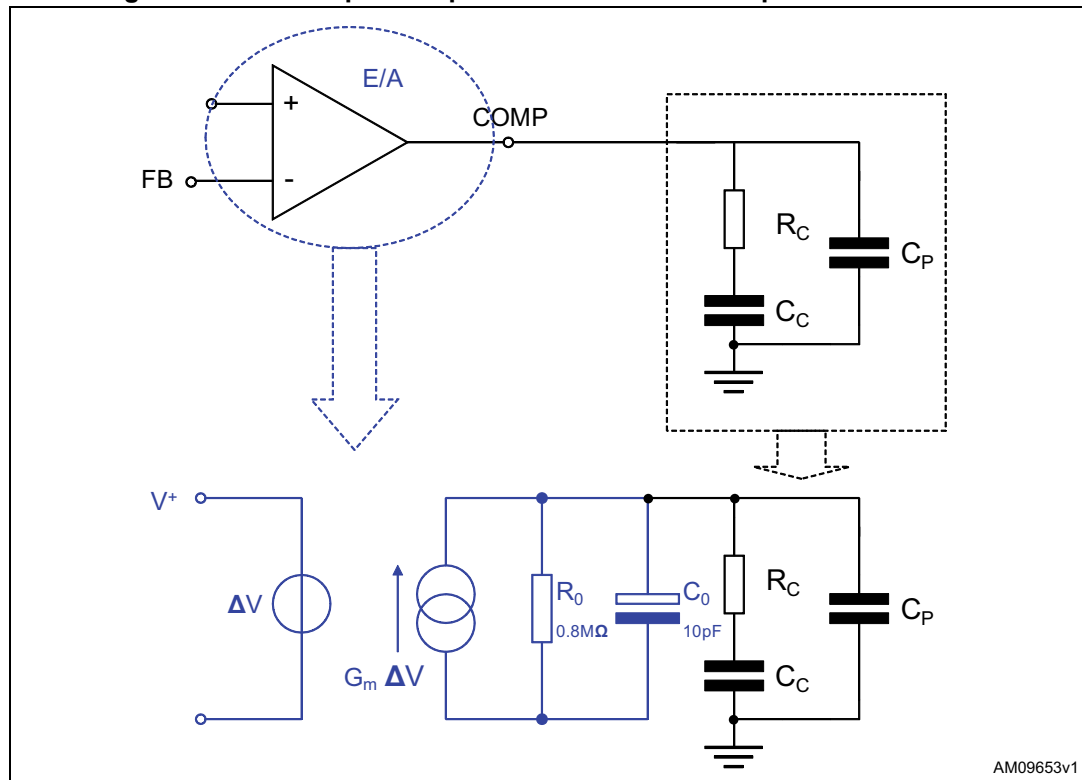 E/A
+
COMP
FB
-
R_C
C_P
C_C
V⁺
ΔV
R_0
0.8MΩ
C_0
10pF
R_C
C_P
G_m ΔV
C_C
AM09653v1